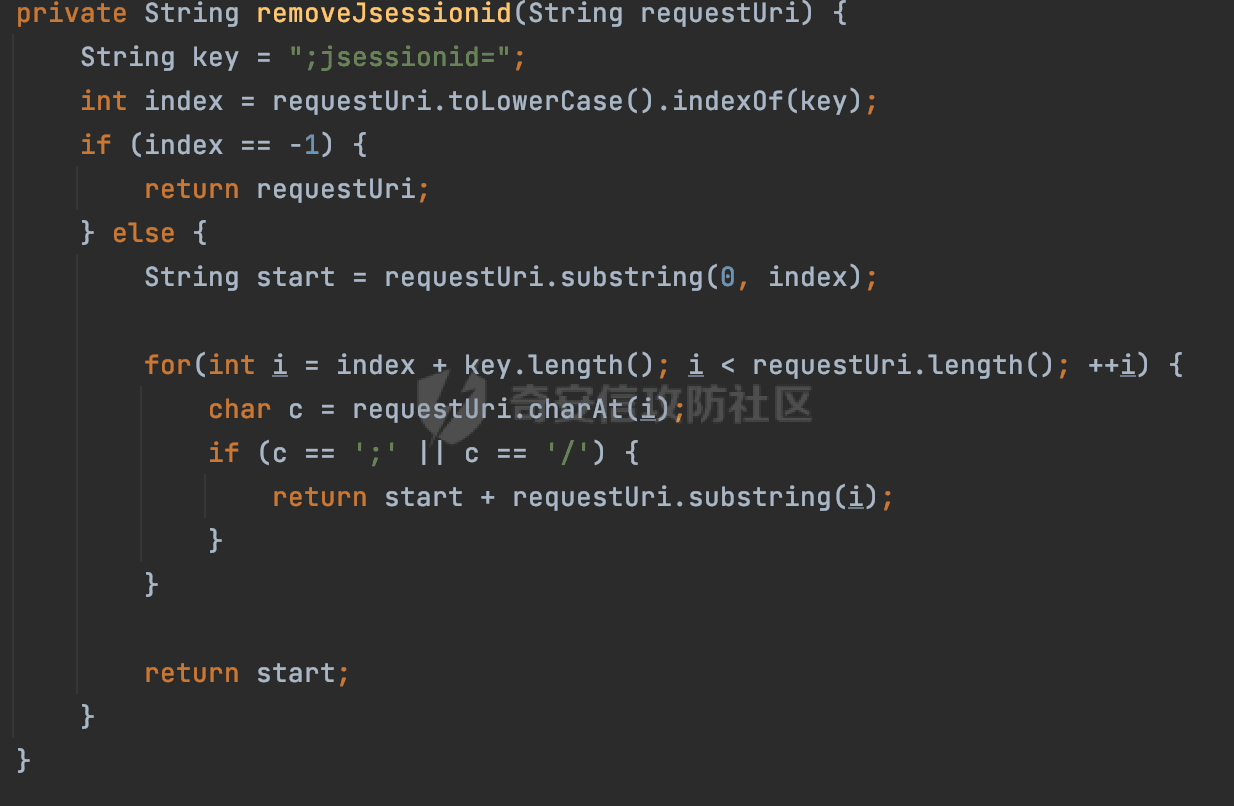 private String removeJsessionid(String requestUri) {
    String key = ";jsessionid=";
    int index = requestUri.toLowerCase().indexOf(key);
    if (index == -1) {
        return requestUri;
    } else {
        String start = requestUri.substring(0, index);

        for(int i = index + key.length(); i < requestUri.length(); ++i) {
            char c = requestUri.charAt(i);
            if (c == ';' || c == '/') {
                return start + requestUri.substring(i);
            }
        }

        return start;
    }
}
奇安信攻防社区